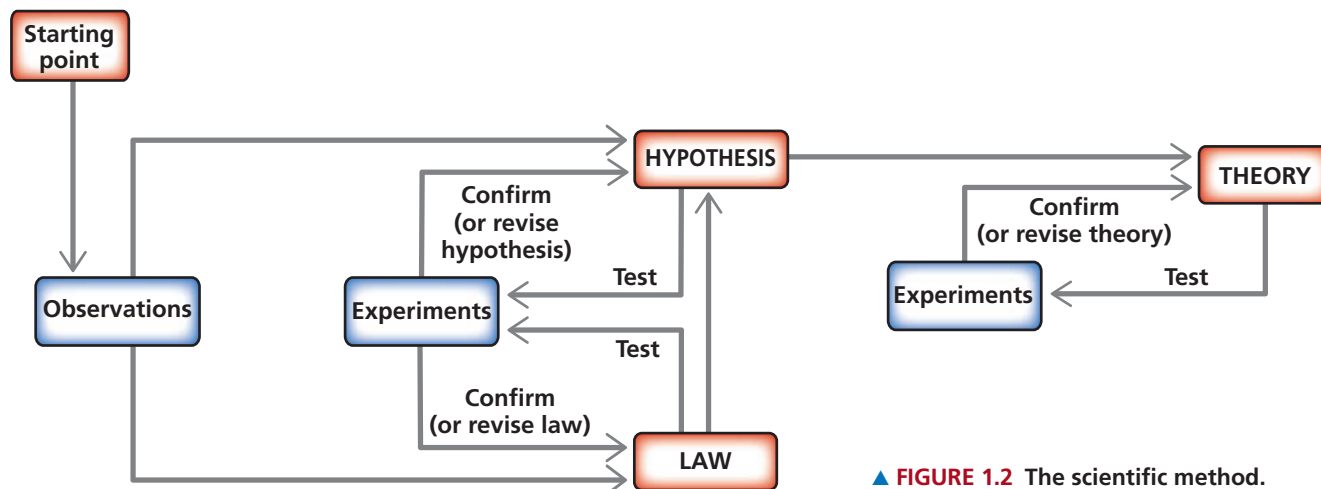 Starting
point
HYPOTHESIS
THEORY
Confirm
(or revise
hypothesis)
Confirm
(or revise theory)
Test
Test
Observations
Experiments
Experiments
Test
Confirm
(or revise law)
LAW
▲ FIGURE 1.2 The scientific method.